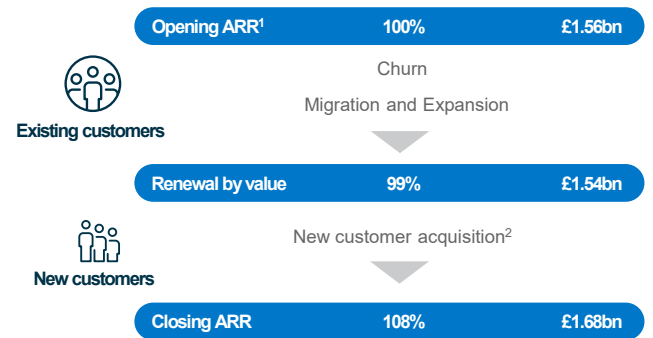 Opening ARR¹ 100% £1.56bn
Churn
Migration and Expansion
Existing customers
Renewal by value 99% £1.54bn
New customer acquisition²
New customers
Closing ARR 108% £1.68bn